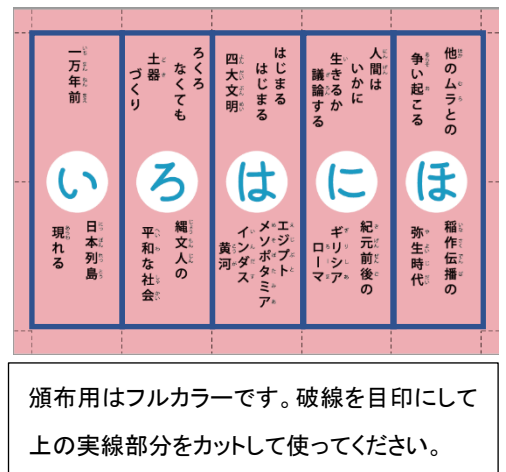 一万年前
い
日本列島
現れる
ろくろ
なくても
土器
づくり
ろ
縄文人の
平和な社会
はじまる
はじまる
四大文明
は
エジプト
メソポタミア
インダス
黄河
人間は
いかに
生きるか
議論する
に
紀元前後の
ギリシア
ローマ
他のムラとの
争い起こる
ほ
稲作伝播の
弥生時代
頒布用はフルカラーです。破線を目印にして
上の実線部分をカットして使ってください。